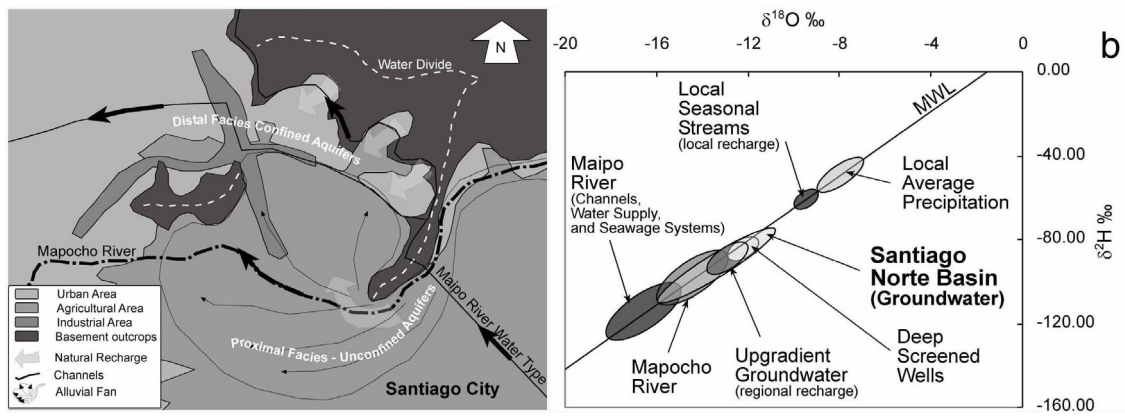 N
Water Divide
Distal Facies Confined Aquifers
Mapocho River
Maipo River Water Type
Proximal Facies - Unconfined Aquifers
Santiago City
Urban Area
Agricultural Area
Industrial Area
Basement outcrops
Natural Recharge
Channels
Alluvial Fan
b
δ¹⁸O ‰
-20
-16
-12
-8
-4
0
0.00
-40.00
-80.00
-120.00
-160.00
δ²H ‰
MWL
Local
Seasonal
Streams
(local recharge)
Maipo
River
(Channels,
Water Supply,
and Seawage Systems)
Local
Average
Precipitation
Santiago
Norte Basin
(Groundwater)
Deep
Screened
Wells
Upgradient
Groundwater
(regional recharge)
Mapocho
River